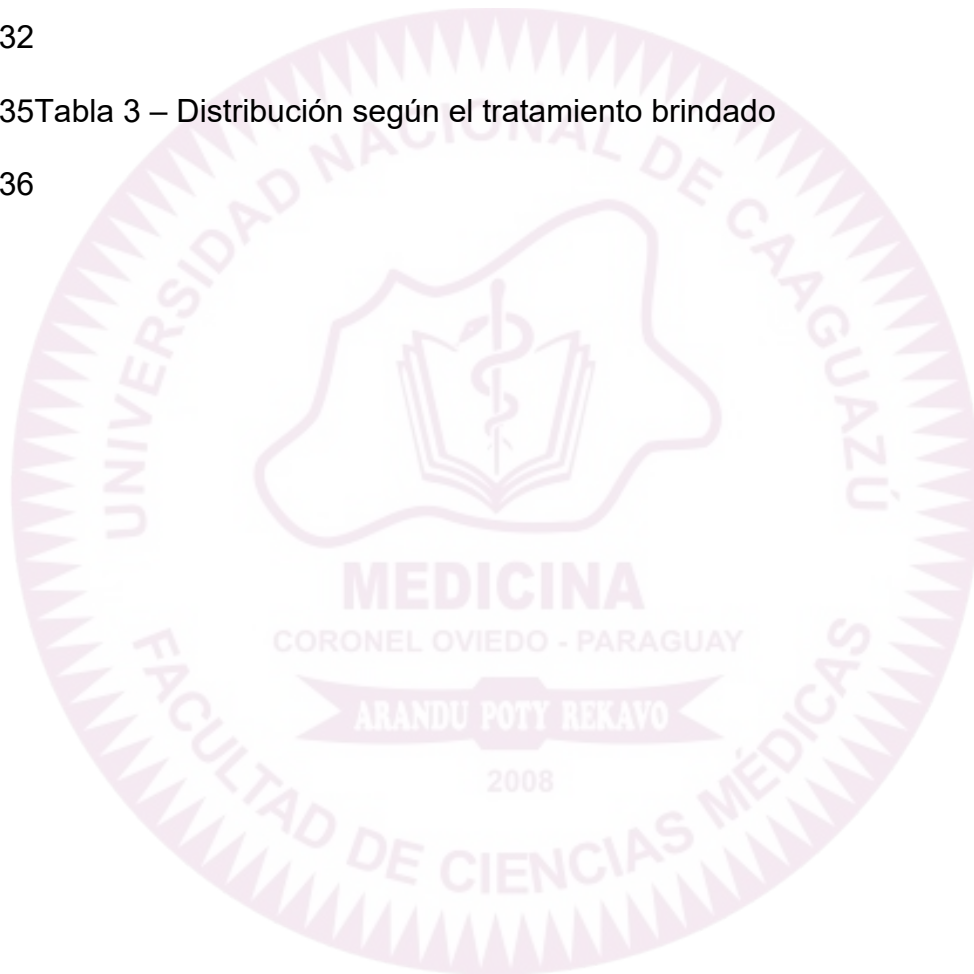 32
35Tabla 3 – Distribución según el tratamiento brindado
36
UNIVERSIDAD NACIONAL DE CAAGUAZÚ
MEDICINA
CORONEL OVIEDO - PARAGUAY
ARANDU POTY REKAVO
2008
FACULTAD DE CIENCIAS MÉDICAS